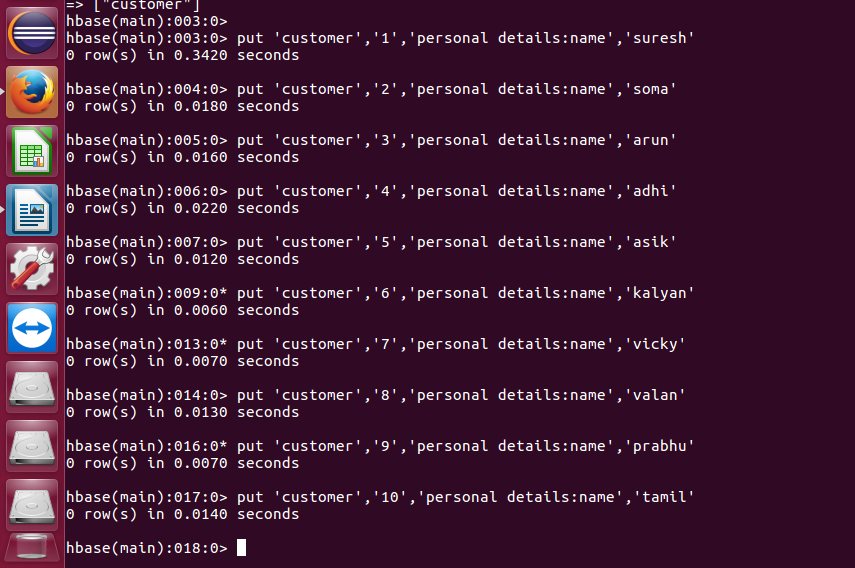 => ["customer"]
hbase(main):003:0>
hbase(main):003:0> put 'customer','1','personal details:name','suresh'
0 row(s) in 0.3420 seconds
hbase(main):004:0> put 'customer','2','personal details:name','soma'
0 row(s) in 0.0180 seconds
hbase(main):005:0> put 'customer','3','personal details:name','arun'
0 row(s) in 0.0160 seconds
hbase(main):006:0> put 'customer','4','personal details:name','adhi'
0 row(s) in 0.0220 seconds
hbase(main):007:0> put 'customer','5','personal details:name','asik'
0 row(s) in 0.0120 seconds
hbase(main):009:0* put 'customer','6','personal details:name','kalyan'
0 row(s) in 0.0060 seconds
hbase(main):013:0* put 'customer','7','personal details:name','vicky'
0 row(s) in 0.0070 seconds
hbase(main):014:0> put 'customer','8','personal details:name','valan'
0 row(s) in 0.0130 seconds
hbase(main):016:0* put 'customer','9','personal details:name','prabhu'
0 row(s) in 0.0070 seconds
hbase(main):017:0> put 'customer','10','personal details:name','tamil'
0 row(s) in 0.0140 seconds
hbase(main):018:0>